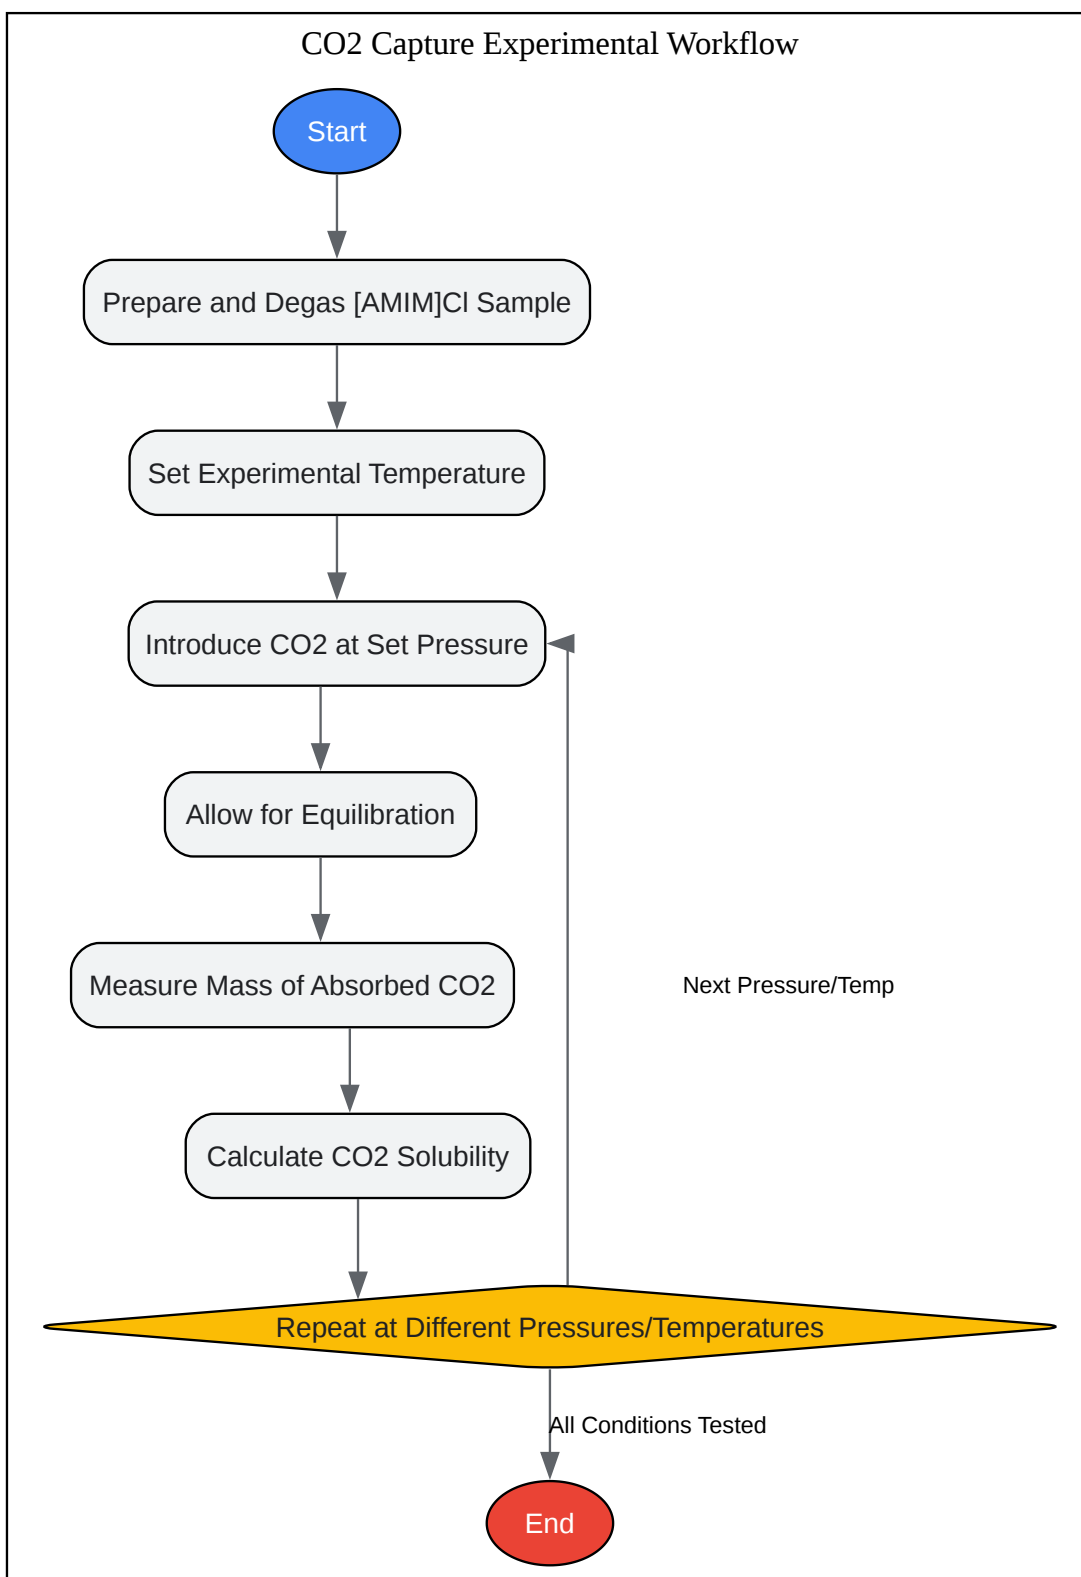 CO2 Capture Experimental Workflow
Start
Prepare and Degas [AMIM]Cl Sample
Set Experimental Temperature
Introduce CO2 at Set Pressure
Allow for Equilibration
Measure Mass of Absorbed CO2
Next Pressure/Temp
Calculate CO2 Solubility
Repeat at Different Pressures/Temperatures
All Conditions Tested
End